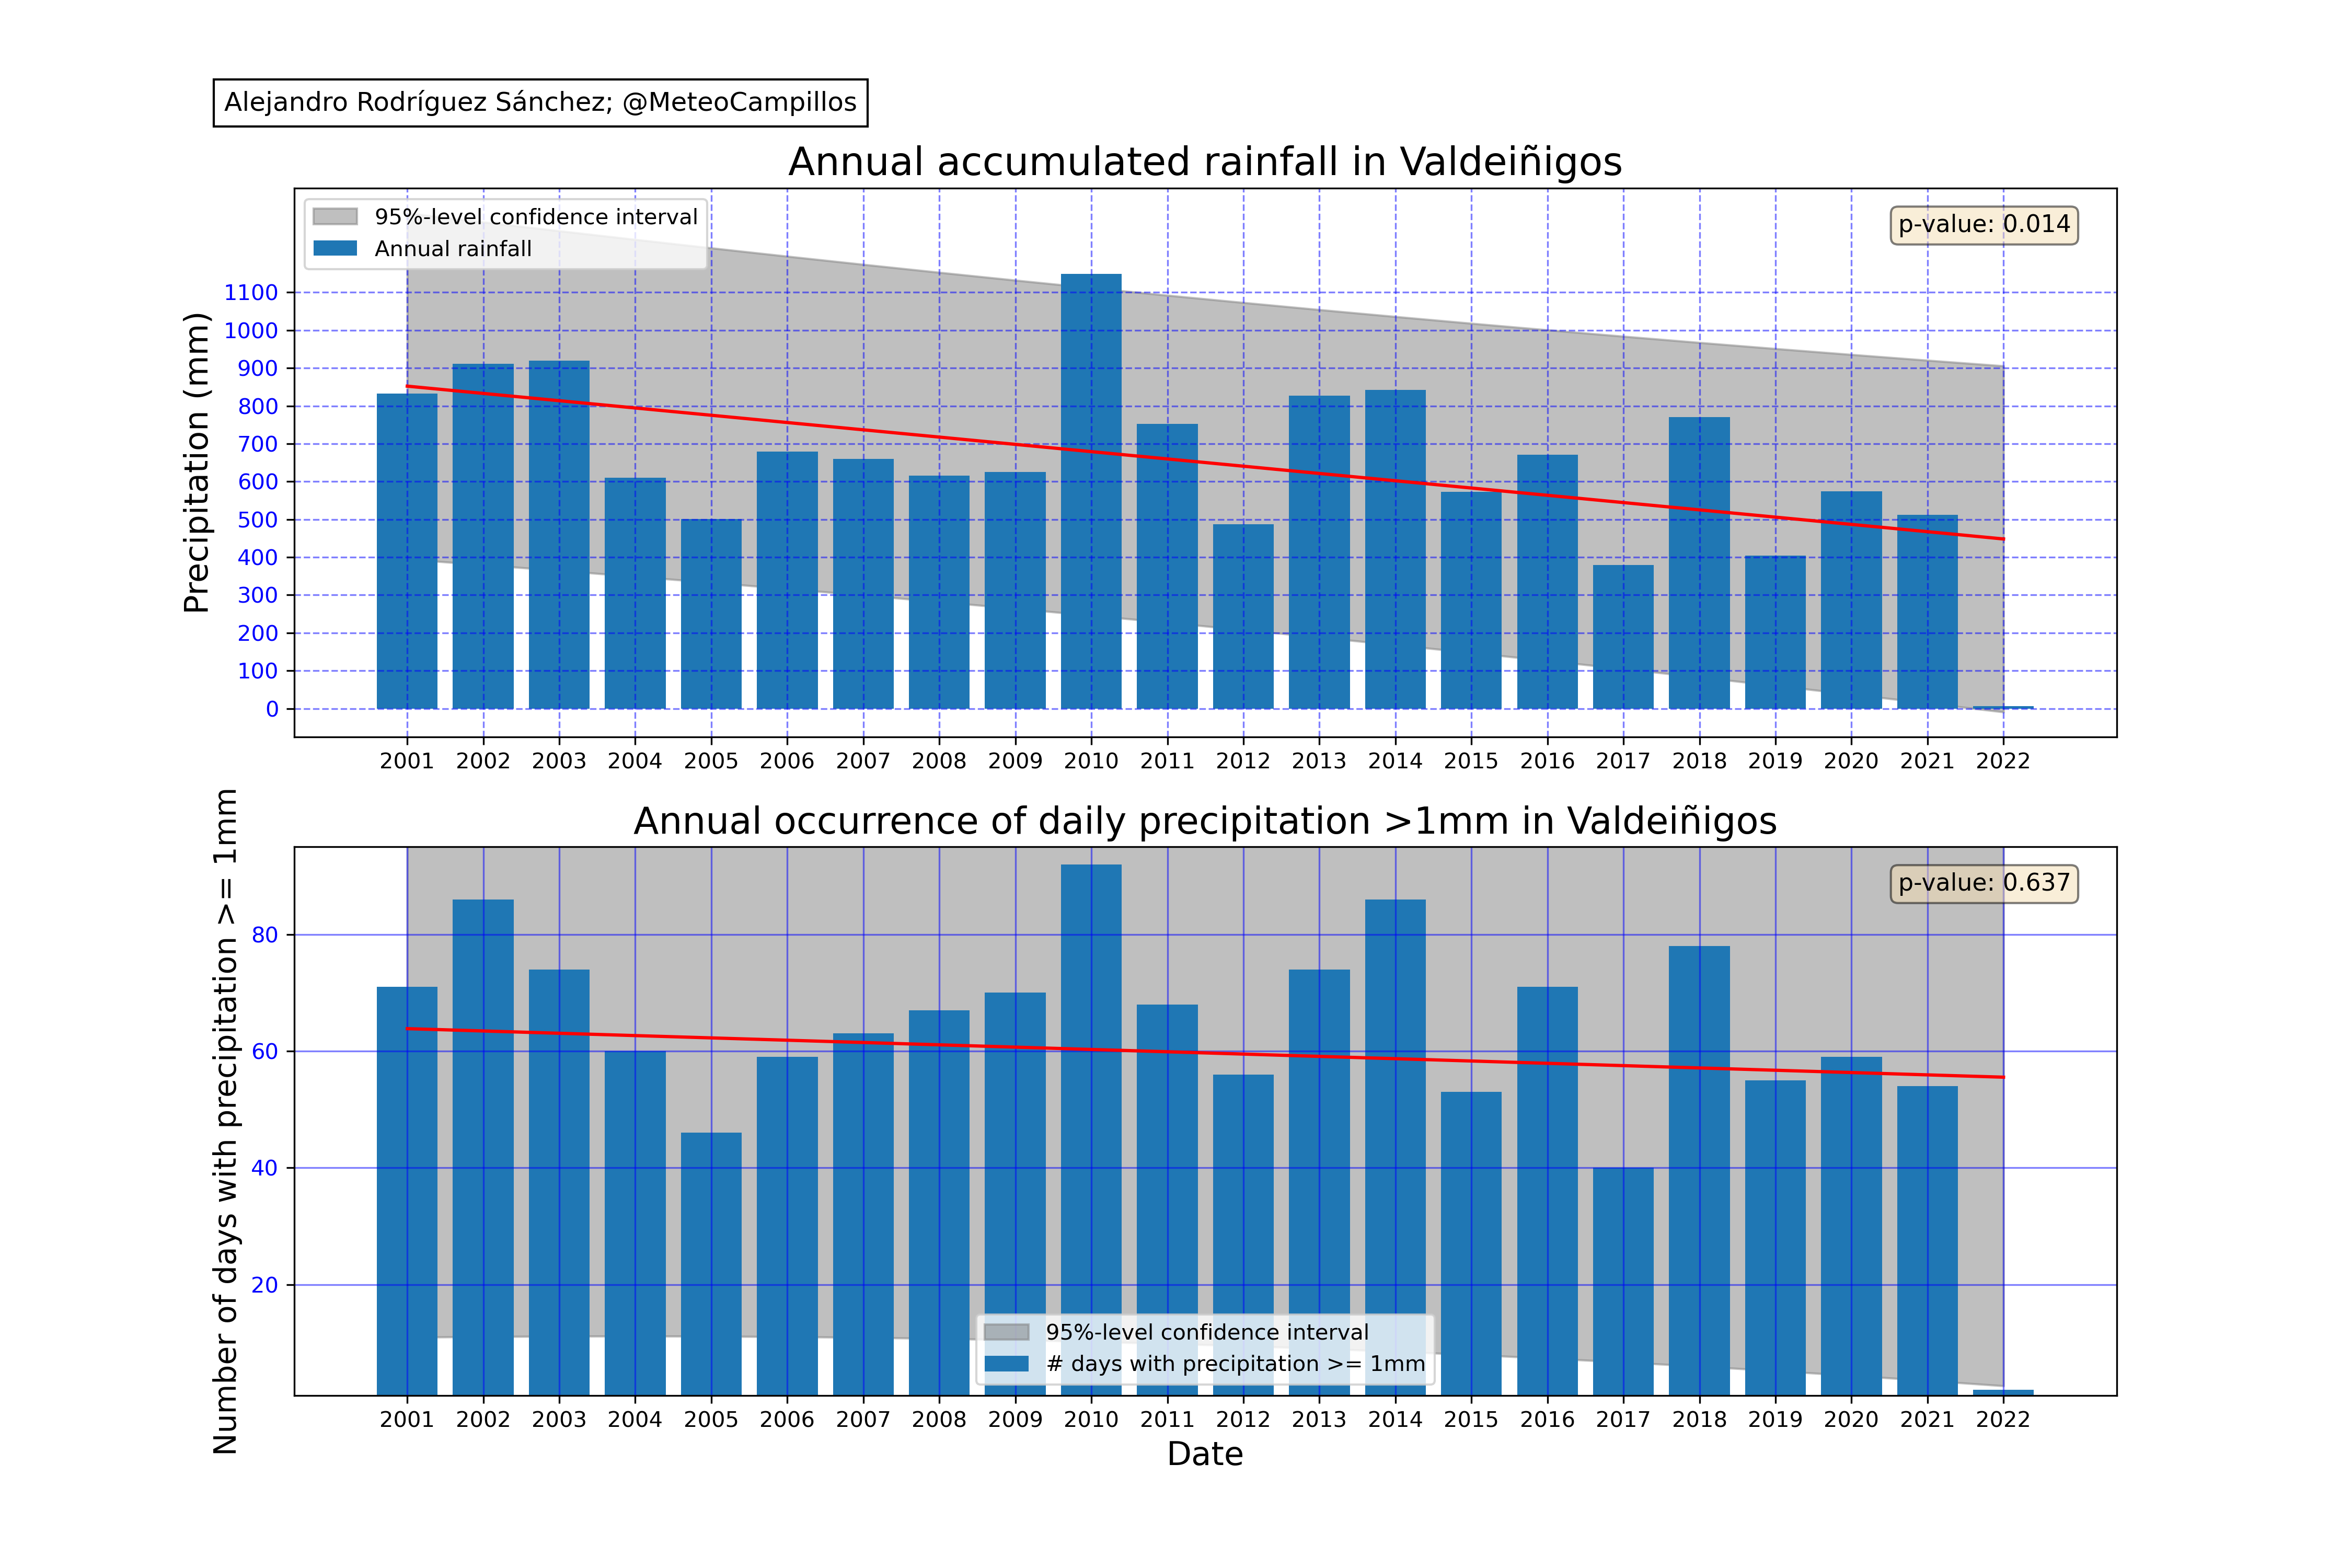 Alejandro Rodríguez Sánchez; @MeteoCampillos
Annual accumulated rainfall in Valdeiñigos
95%-level confidence interval
Annual rainfall
p-value: 0.014
Precipitation (mm)
1100
1000
900
800
700
600
500
400
300
200
100
0
2001 2002 2003 2004 2005 2006 2007 2008 2009 2010 2011 2012 2013 2014 2015 2016 2017 2018 2019 2020 2021 2022
Annual occurrence of daily precipitation >1mm in Valdeiñigos
p-value: 0.637
Number of days with precipitation >= 1mm
80
60
40
20
95%-level confidence interval
# days with precipitation >= 1mm
2001 2002 2003 2004 2005 2006 2007 2008 2009 2010 2011 2012 2013 2014 2015 2016 2017 2018 2019 2020 2021 2022
Date